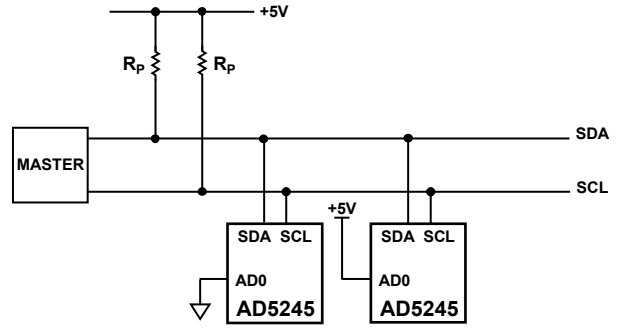 +5V
RP RP
SDA
MASTER
SCL
+5V
SDA SCL
SDA SCL
AD0
AD0
AD5245
AD5245